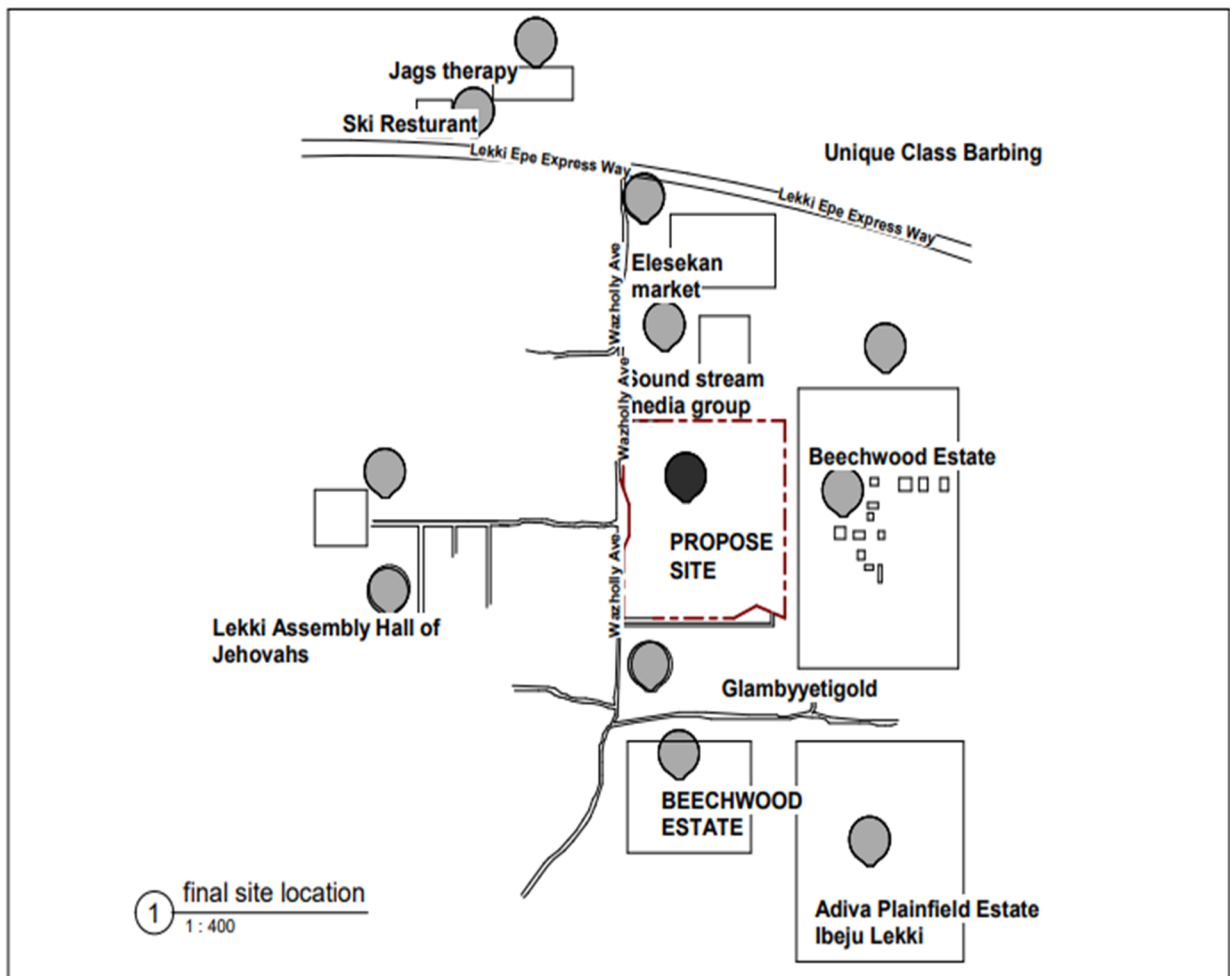 Jags therapy
Ski Resturant
Lekki Epe Express Way
Unique Class Barbing
Lekki Epe Express Way
Wazholly Ave
Elesekan
market
Wazholly Ave
Sound stream
media group
Beechwood Estate
PROPOSE
SITE
Wazholly Ave
Lekki Assembly Hall of
Jehovahs
Glambyyetigold
BEECHWOOD
ESTATE
Adiva Plainfield Estate
Ibeju Lekki
1
final site location
1 : 400